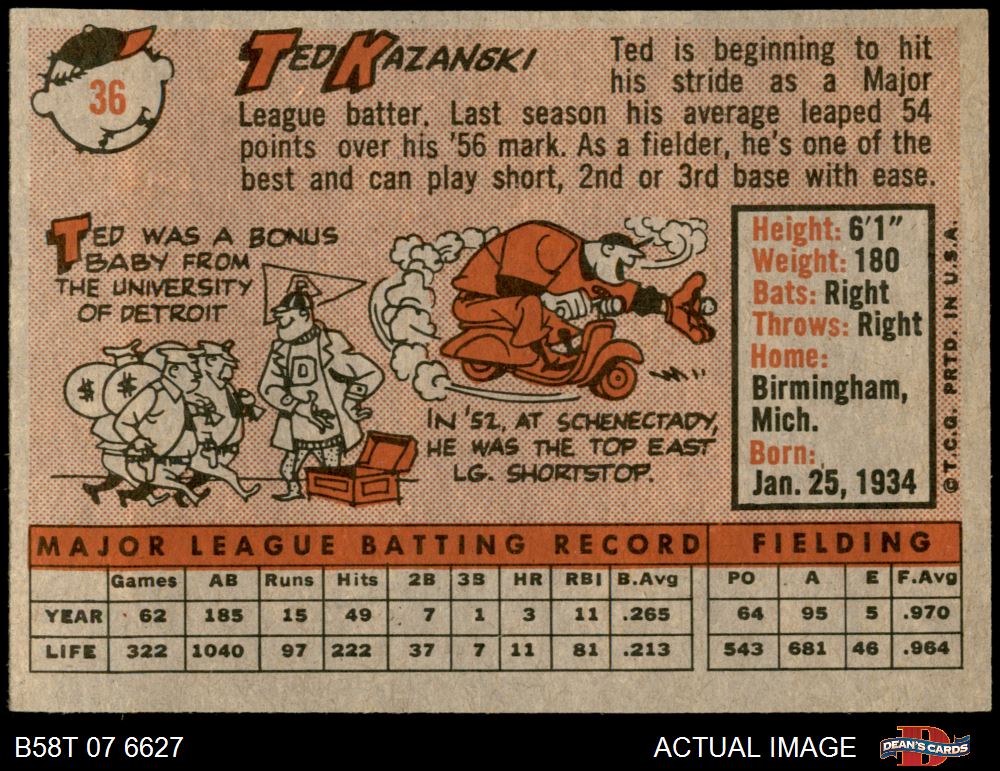 36
TED KAZANSKI
Ted is beginning to hit
his stride as a Major
League batter. Last season his average leaped 54
points over his '56 mark. As a fielder, he's one of the
best and can play short, 2nd or 3rd base with ease.
TED WAS A BONUS
BABY FROM
THE UNIVERSITY
OF DETROIT
D
D
$ $
IN '52, AT SCHENECTADY,
HE WAS THE TOP EAST
LG. SHORTSTOP.
Height: 6'1"
Weight: 180
Bats: Right
Throws: Right
Home:
Birmingham,
Mich.
Born:
Jan. 25, 1934
©T.C.G. PRTD. IN U.S.A.
MAJOR LEAGUE BATTING RECORD FIELDING
Games AB Runs Hits 2B 3B HR RBI B.Avg PO A E F.Avg
YEAR 62 185 15 49 7 1 3 11 .265 64 95 5 .970
LIFE 322 1040 97 222 37 7 11 81 .213 543 681 46 .964
B58T 07 6627 ACTUAL IMAGE D DEAN'S CARDS